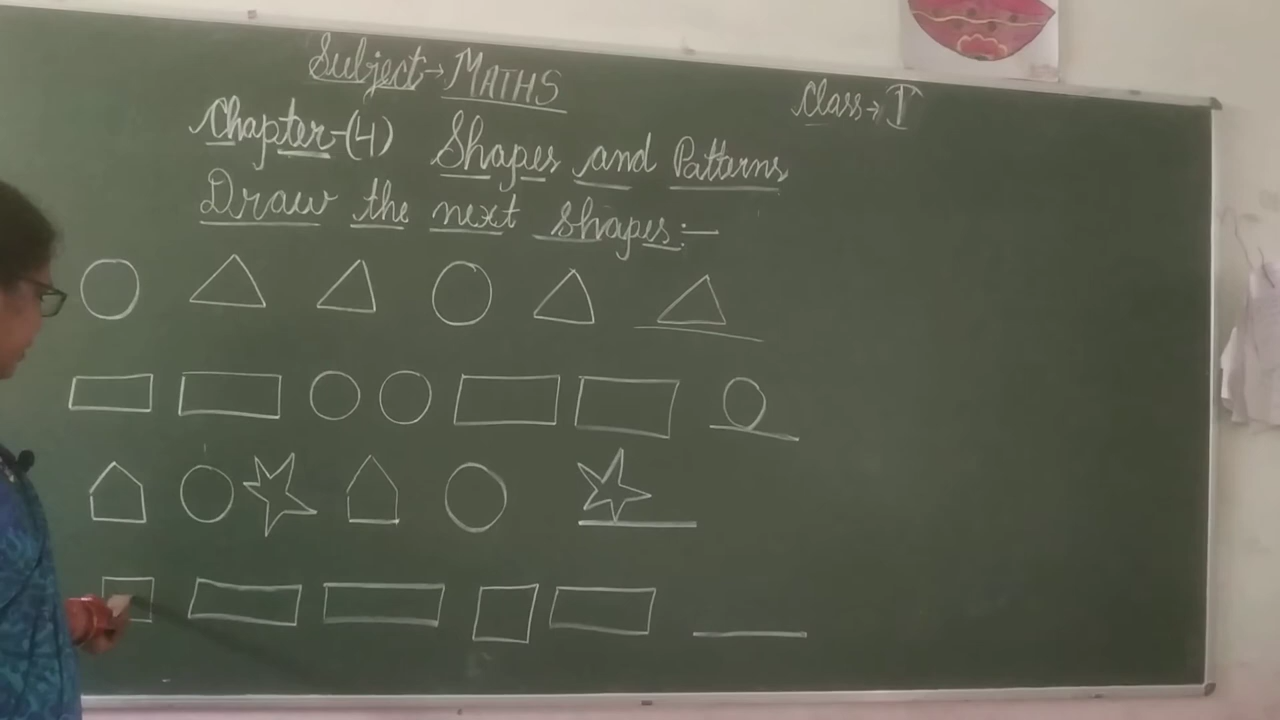 Subject→MATHS
Class→I
Chapter-(4) Shapes and Patterns
Draw the next shapes:-